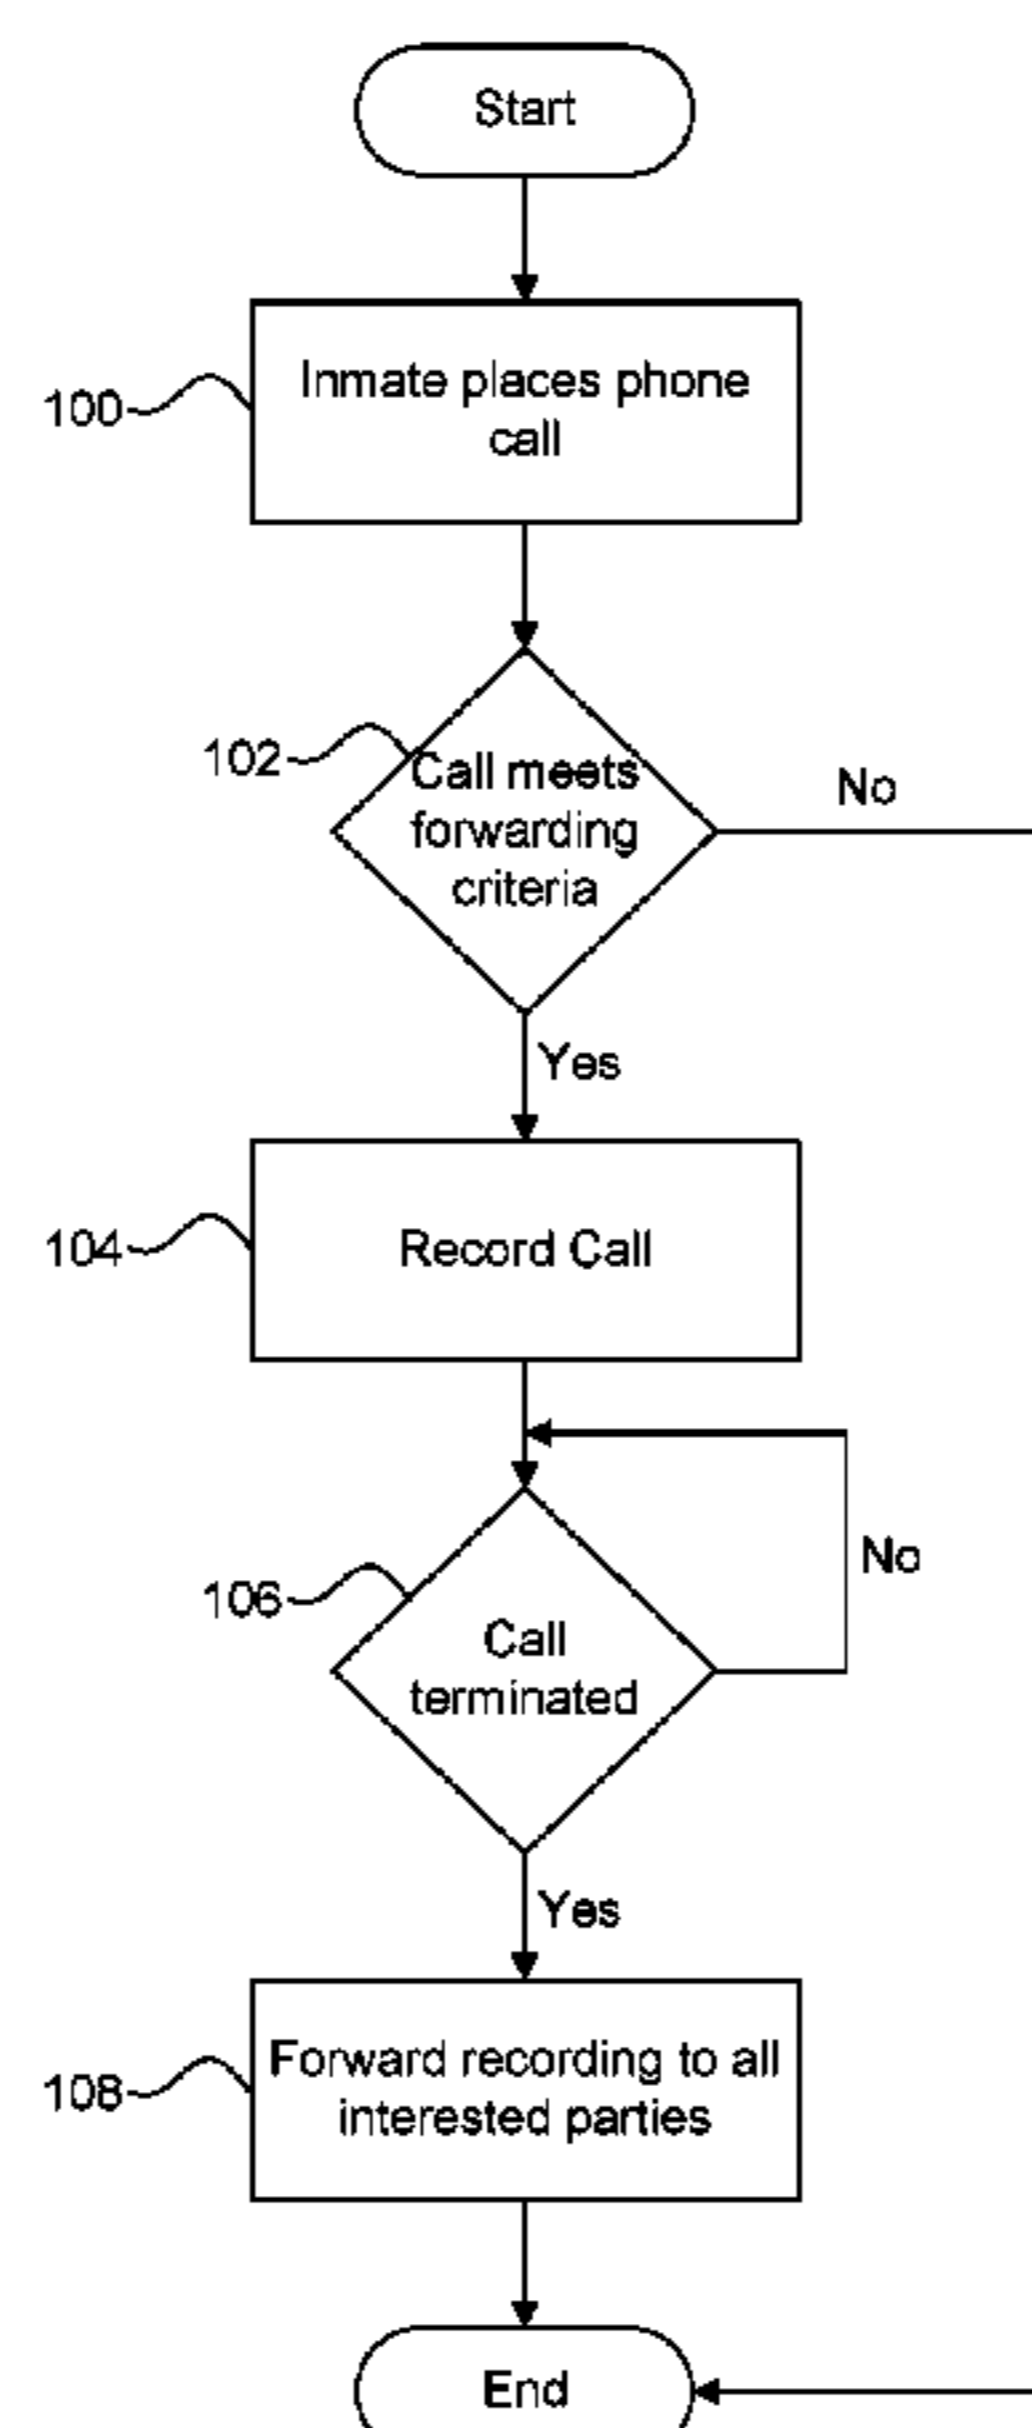 Start
Inmate places phone
call
100
102
Call meets
forwarding
criteria
No
Yes
104
Record Call
No
106
Call
terminated
Yes
108
Forward recording to all
interested parties
End